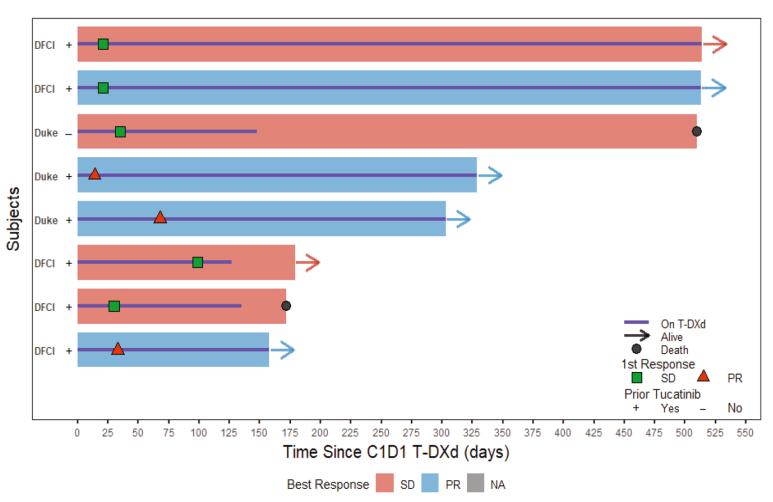 Subjects
DFCI +
DFCI +
Duke –
Duke +
Duke +
DFCI +
DFCI +
DFCI +
On T-DXd
Alive
Death
1st Response
SD PR
Prior Tucatinib
+ Yes – No
0 25 50 75 100 125 150 175 200 225 250 275 300 325 350 375 400 425 450 475 500 525 550
Time Since C1D1 T-DXd (days)
Best Response SD PR NA